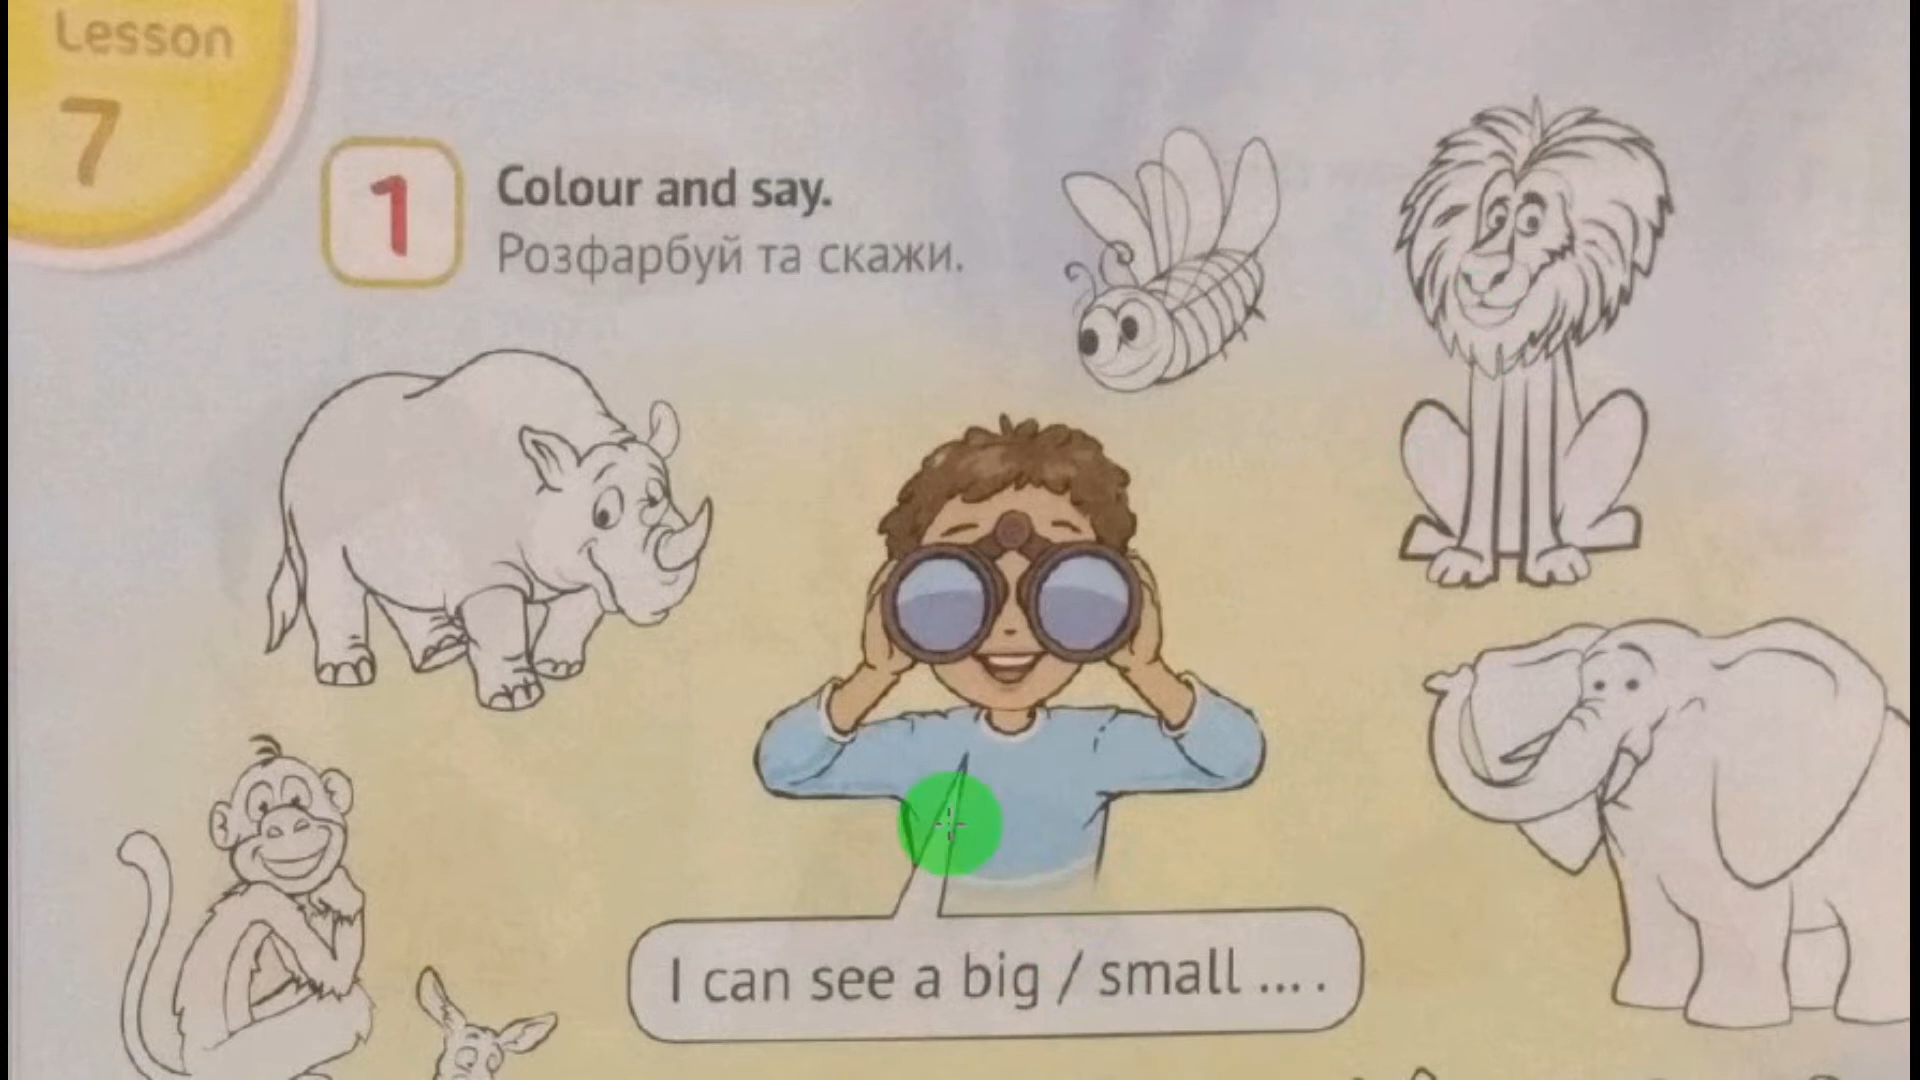 Lesson
7
1
Colour and say.
Розфарбуй та скажи.
I can see a big / small ... .